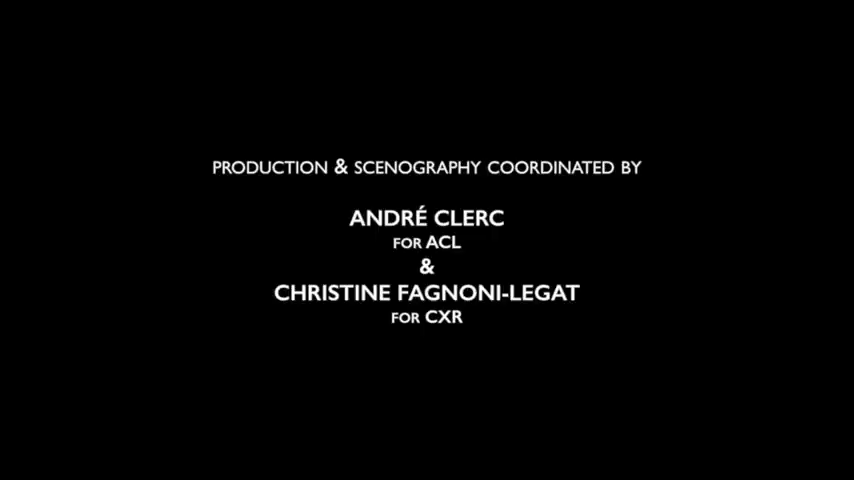 PRODUCTION & SCENOGRAPHY COORDINATED BY
ANDRÉ CLERC
FOR ACL
&
CHRISTINE FAGNONI-LEGAT
FOR CXR